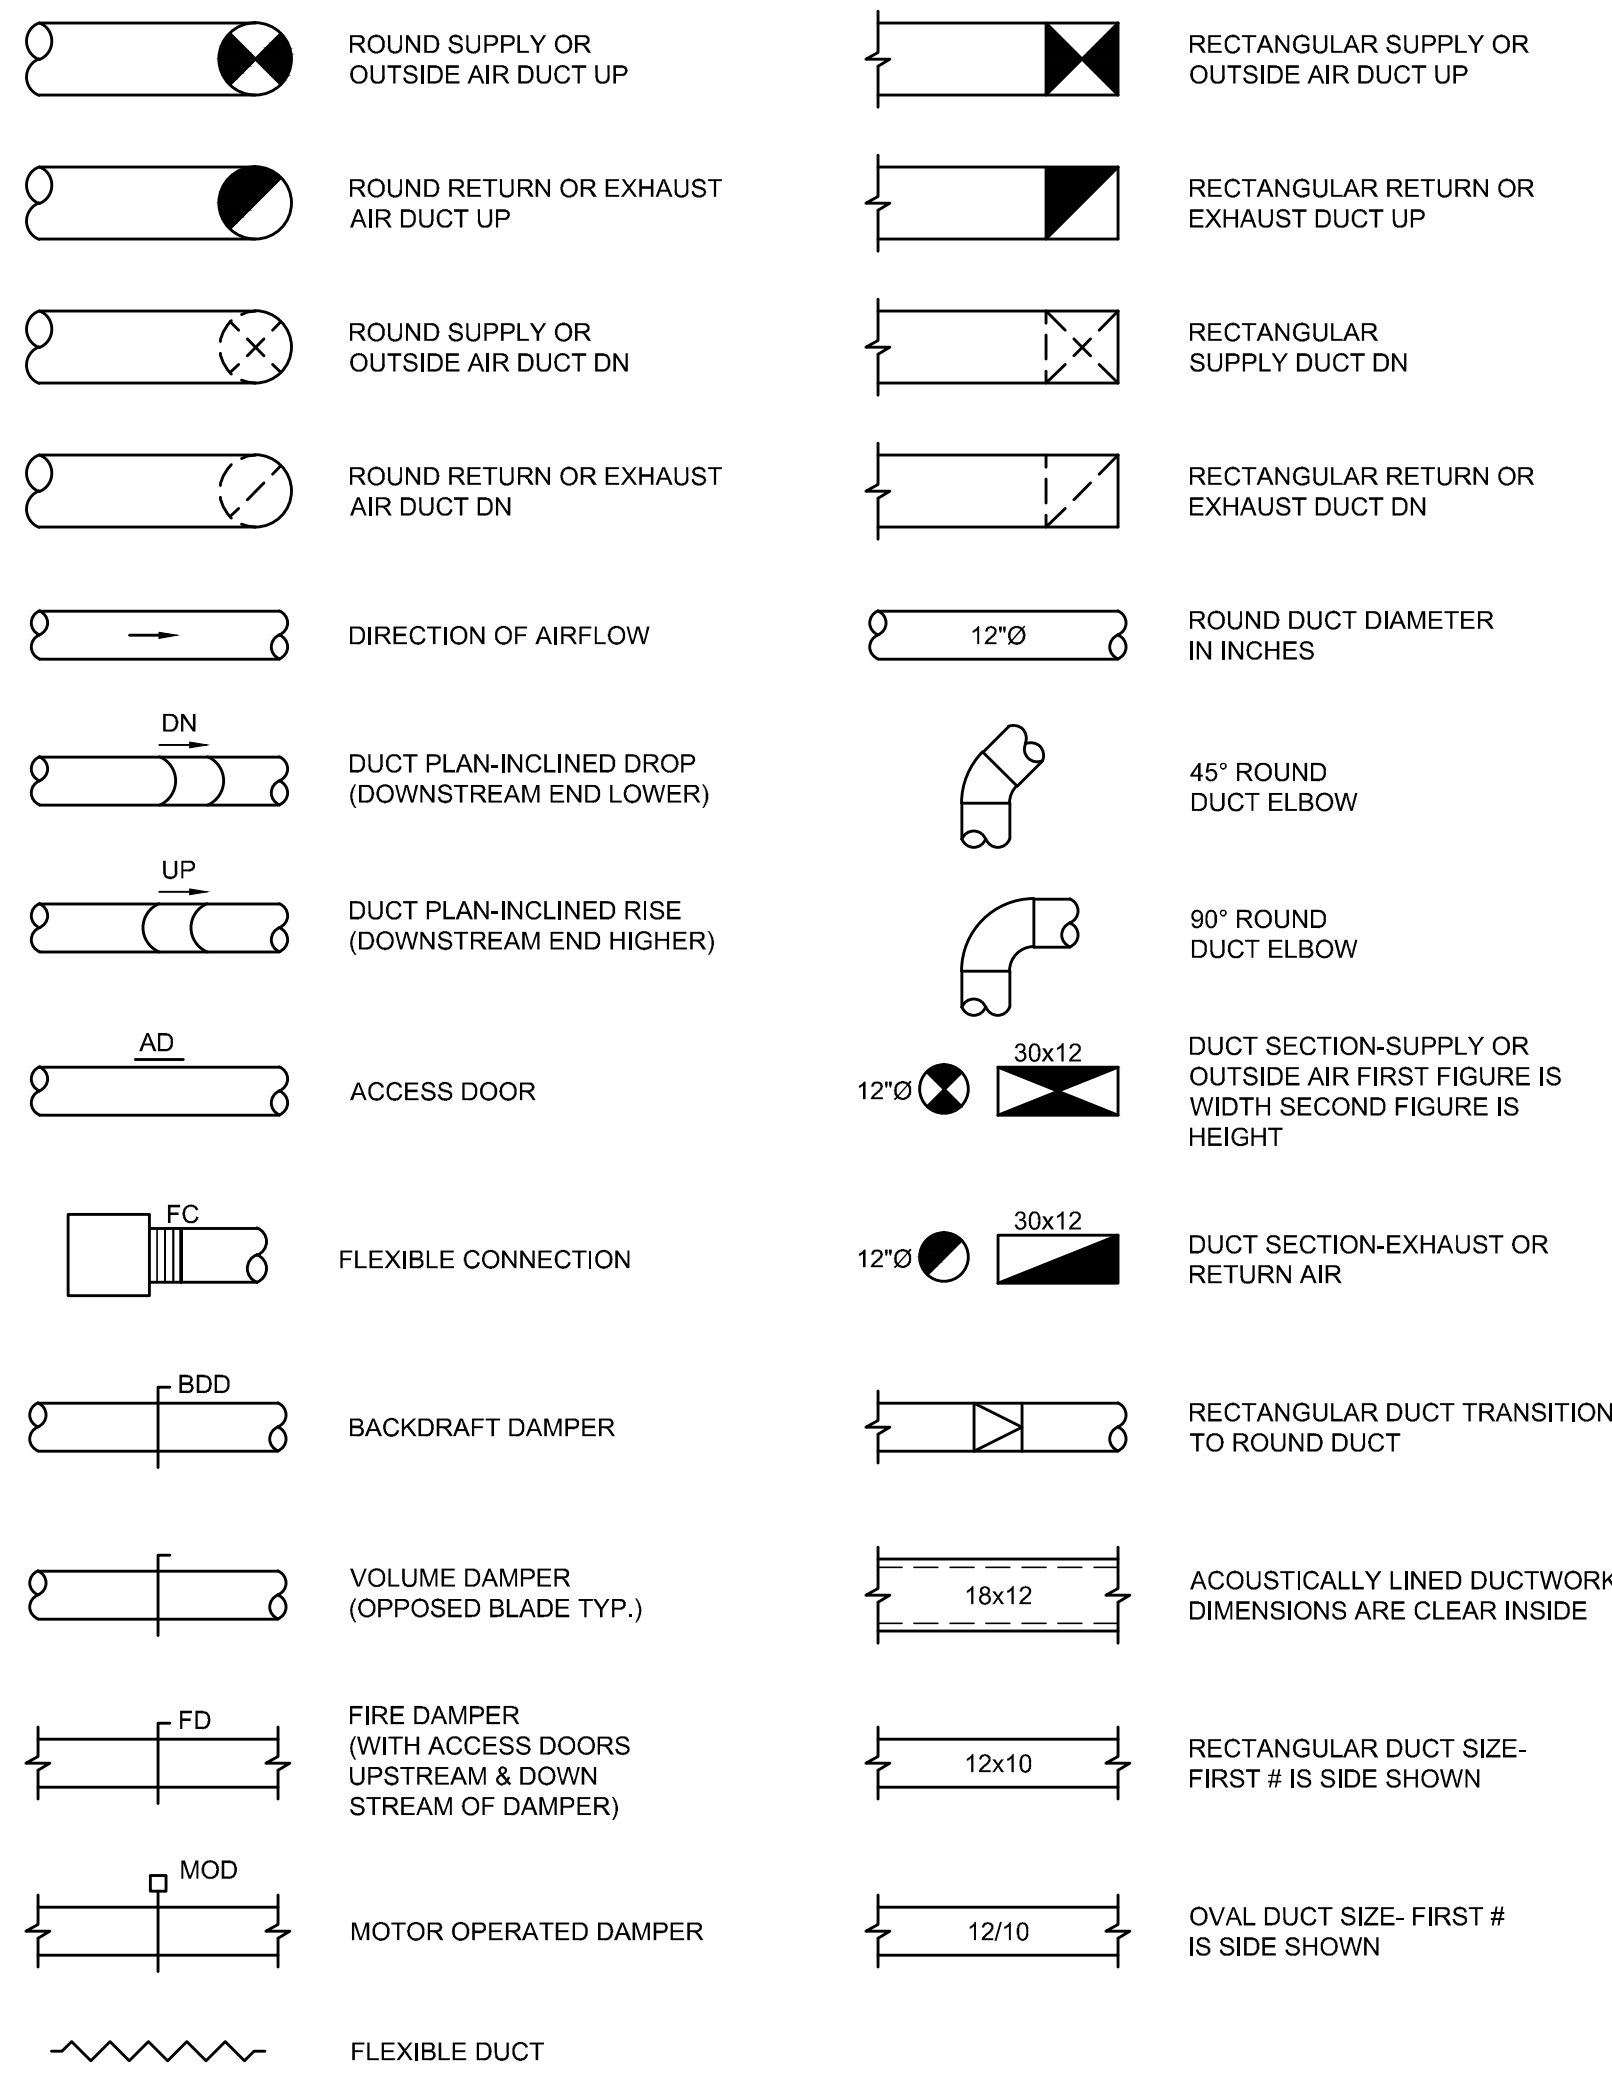 ROUND SUPPLY OR
OUTSIDE AIR DUCT UP
RECTANGULAR SUPPLY OR
OUTSIDE AIR DUCT UP
ROUND RETURN OR EXHAUST
AIR DUCT UP
RECTANGULAR RETURN OR
EXHAUST DUCT UP
ROUND SUPPLY OR
OUTSIDE AIR DUCT DN
RECTANGULAR
SUPPLY DUCT DN
ROUND RETURN OR EXHAUST
AIR DUCT DN
RECTANGULAR RETURN OR
EXHAUST DUCT DN
DIRECTION OF AIRFLOW
12"Ø
ROUND DUCT DIAMETER
IN INCHES
DN
DUCT PLAN-INCLINED DROP
(DOWNSTREAM END LOWER)
45° ROUND
DUCT ELBOW
UP
DUCT PLAN-INCLINED RISE
(DOWNSTREAM END HIGHER)
90° ROUND
DUCT ELBOW
AD
ACCESS DOOR
12"Ø
30x12
DUCT SECTION-SUPPLY OR
OUTSIDE AIR FIRST FIGURE IS
WIDTH SECOND FIGURE IS
HEIGHT
FC
FLEXIBLE CONNECTION
12"Ø
30x12
DUCT SECTION-EXHAUST OR
RETURN AIR
BDD
BACKDRAFT DAMPER
RECTANGULAR DUCT TRANSITION
TO ROUND DUCT
VOLUME DAMPER
(OPPOSED BLADE TYP.)
18x12
ACOUSTICALLY LINED DUCTWORK
DIMENSIONS ARE CLEAR INSIDE
FD
FIRE DAMPER
(WITH ACCESS DOORS
UPSTREAM & DOWN
STREAM OF DAMPER)
12x10
RECTANGULAR DUCT SIZE-
FIRST # IS SIDE SHOWN
MOD
MOTOR OPERATED DAMPER
12/10
OVAL DUCT SIZE- FIRST #
IS SIDE SHOWN
FLEXIBLE DUCT